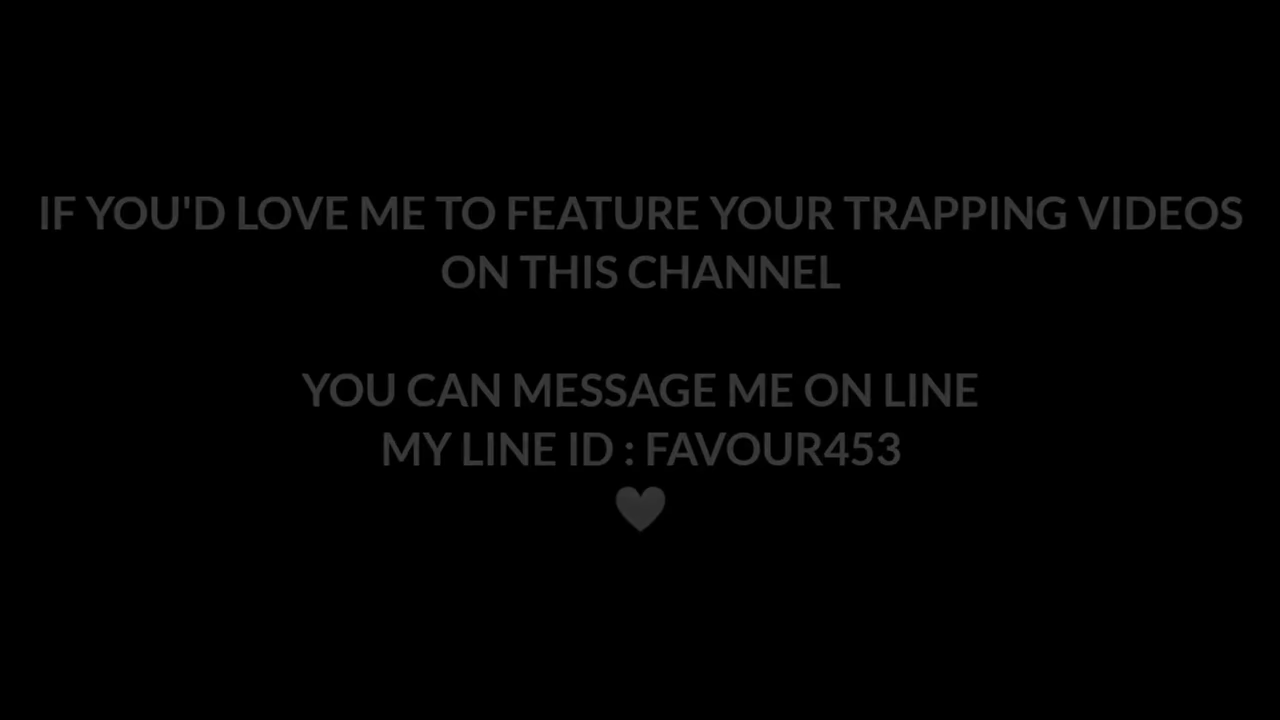 IF YOU'D LOVE ME TO FEATURE YOUR TRAPPING VIDEOS
ON THIS CHANNEL
YOU CAN MESSAGE ME ON LINE
MY LINE ID : FAVOUR453